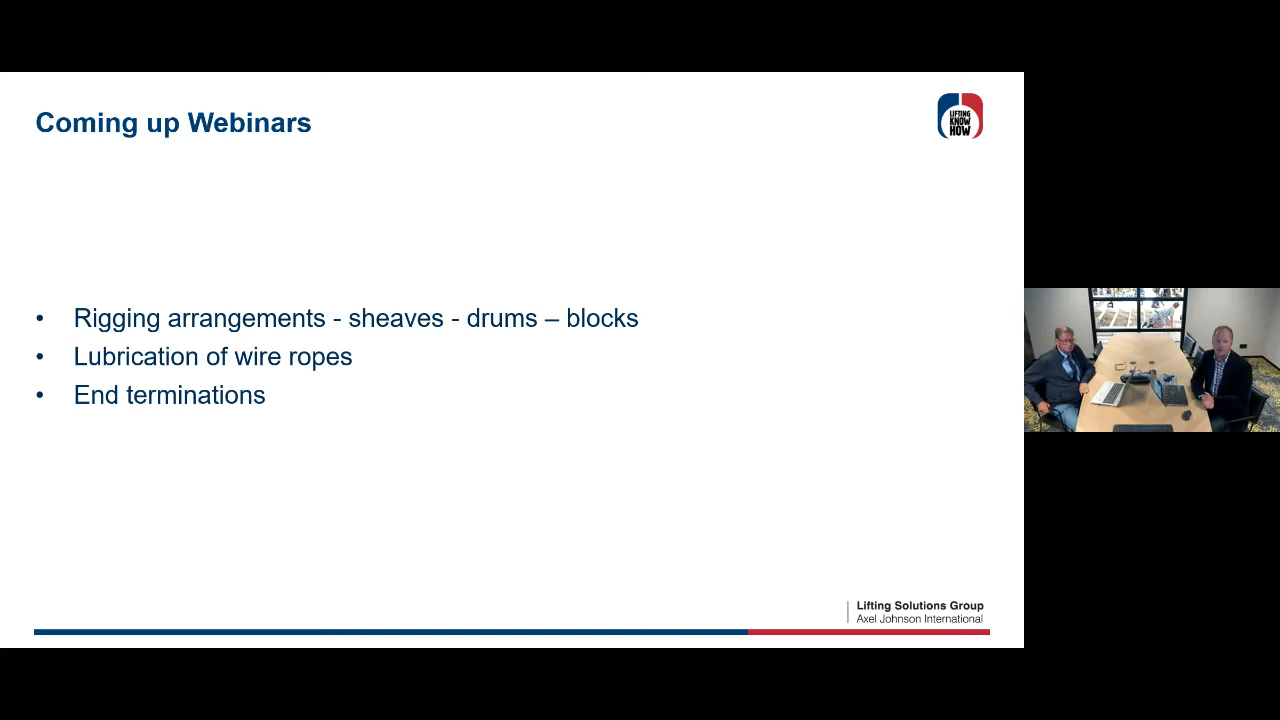 Coming up Webinars
LIFTING
KNOW
HOW
• Rigging arrangements - sheaves - drums – blocks
• Lubrication of wire ropes
• End terminations
Lifting Solutions Group
Axel Johnson International